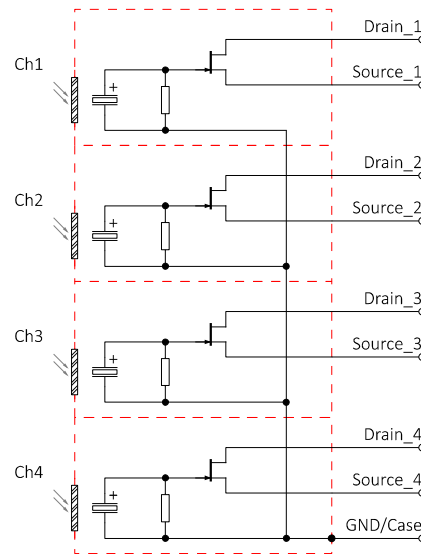 Drain_1
Ch1
Source_1
+
Drain_2
Ch2
Source_2
+
Drain_3
Ch3
Source_3
+
Drain_4
Ch4
Source_4
+
GND/Case